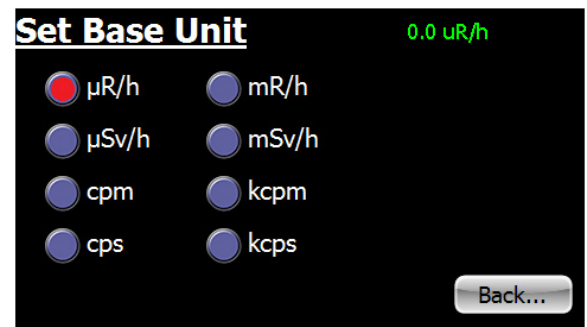 Set Base Unit 0.0 uR/h
µR/h mR/h
µSv/h mSv/h
cpm kcpm
cps kcps
Back...